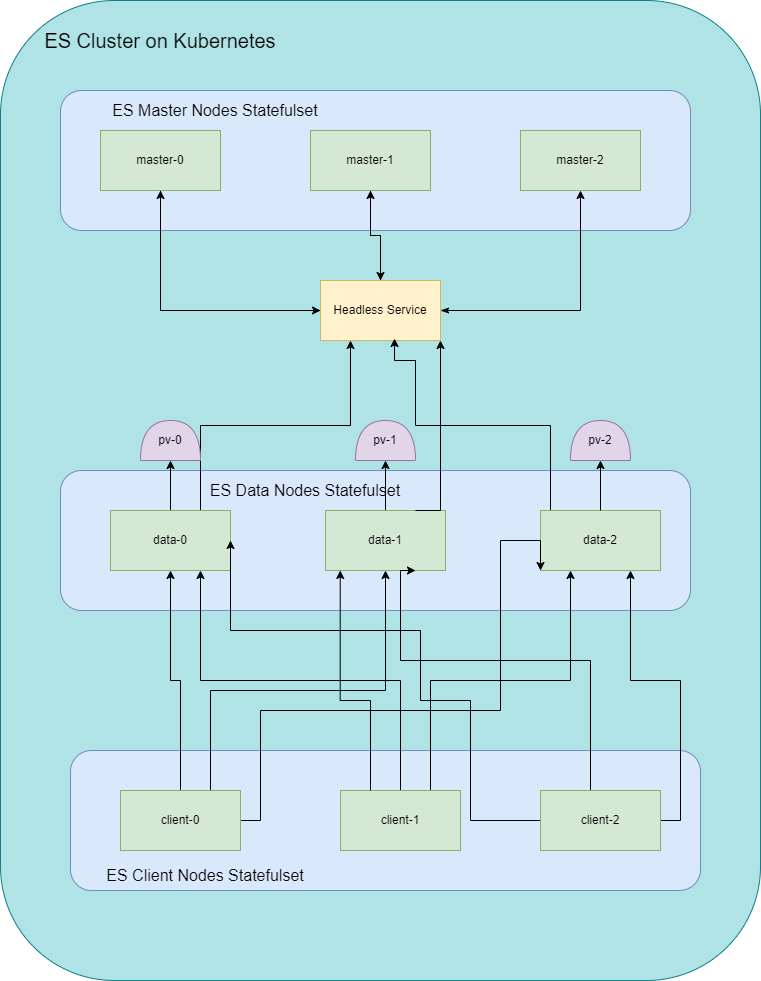 ES Cluster on Kubernetes
ES Master Nodes Statefulset
master-0
master-1
master-2
Headless Service
pv-0
pv-1
pv-2
ES Data Nodes Statefulset
data-0
data-1
data-2
client-0
client-1
client-2
ES Client Nodes Statefulset